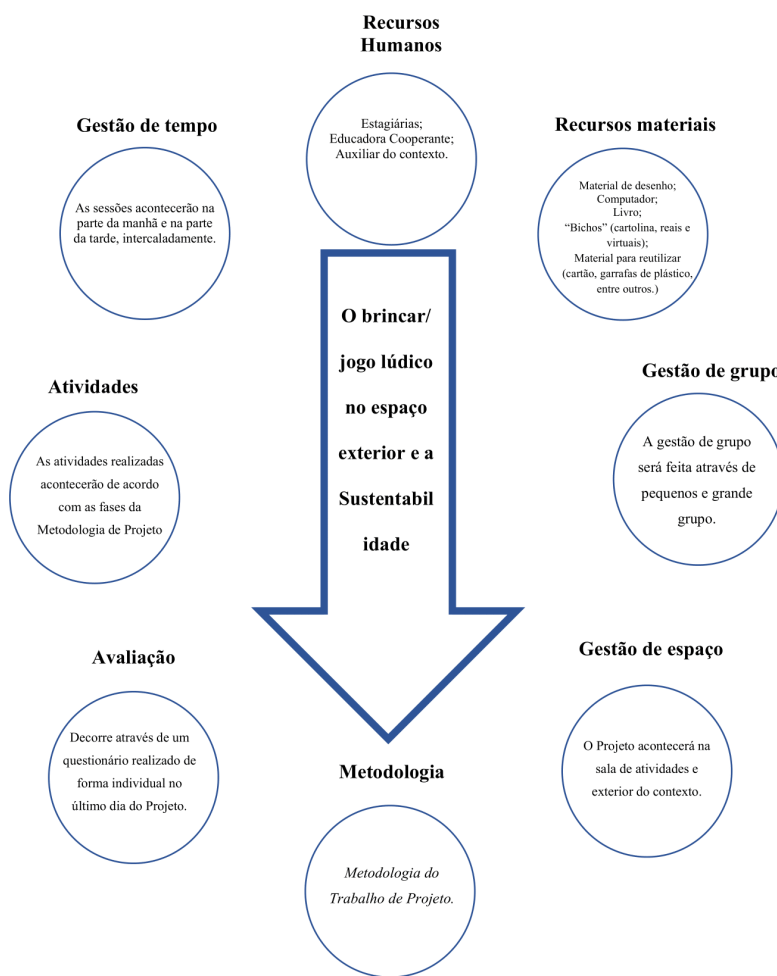 Recursos
Humanos
Estagiárias;
Educadora Cooperante;
Auxiliar do contexto.
Gestão de tempo
As sessões acontecerão na
parte da manhã e na parte
da tarde, intercaladamente.
Recursos materiais
Material de desenho;
Computador;
Livro;
“Bichos” (cartolina, reais e
virtuais);
Material para reutilizar
(cartão, garrafas de plástico,
entre outros.)
O brincar/
jogo lúdico
no espaço
exterior e a
Sustentabil
idade
Atividades
As atividades realizadas
acontecerão de acordo
com as fases da
Metodologia de Projeto
Gestão de grupo
A gestão de grupo
será feita através de
pequenos e grande
grupo.
Avaliação
Decorre através de um
questionário realizado de
forma individual no
último dia do Projeto.
Gestão de espaço
O Projeto acontecerá na
sala de atividades e
exterior do contexto.
Metodologia
Metodologia do
Trabalho de Projeto.